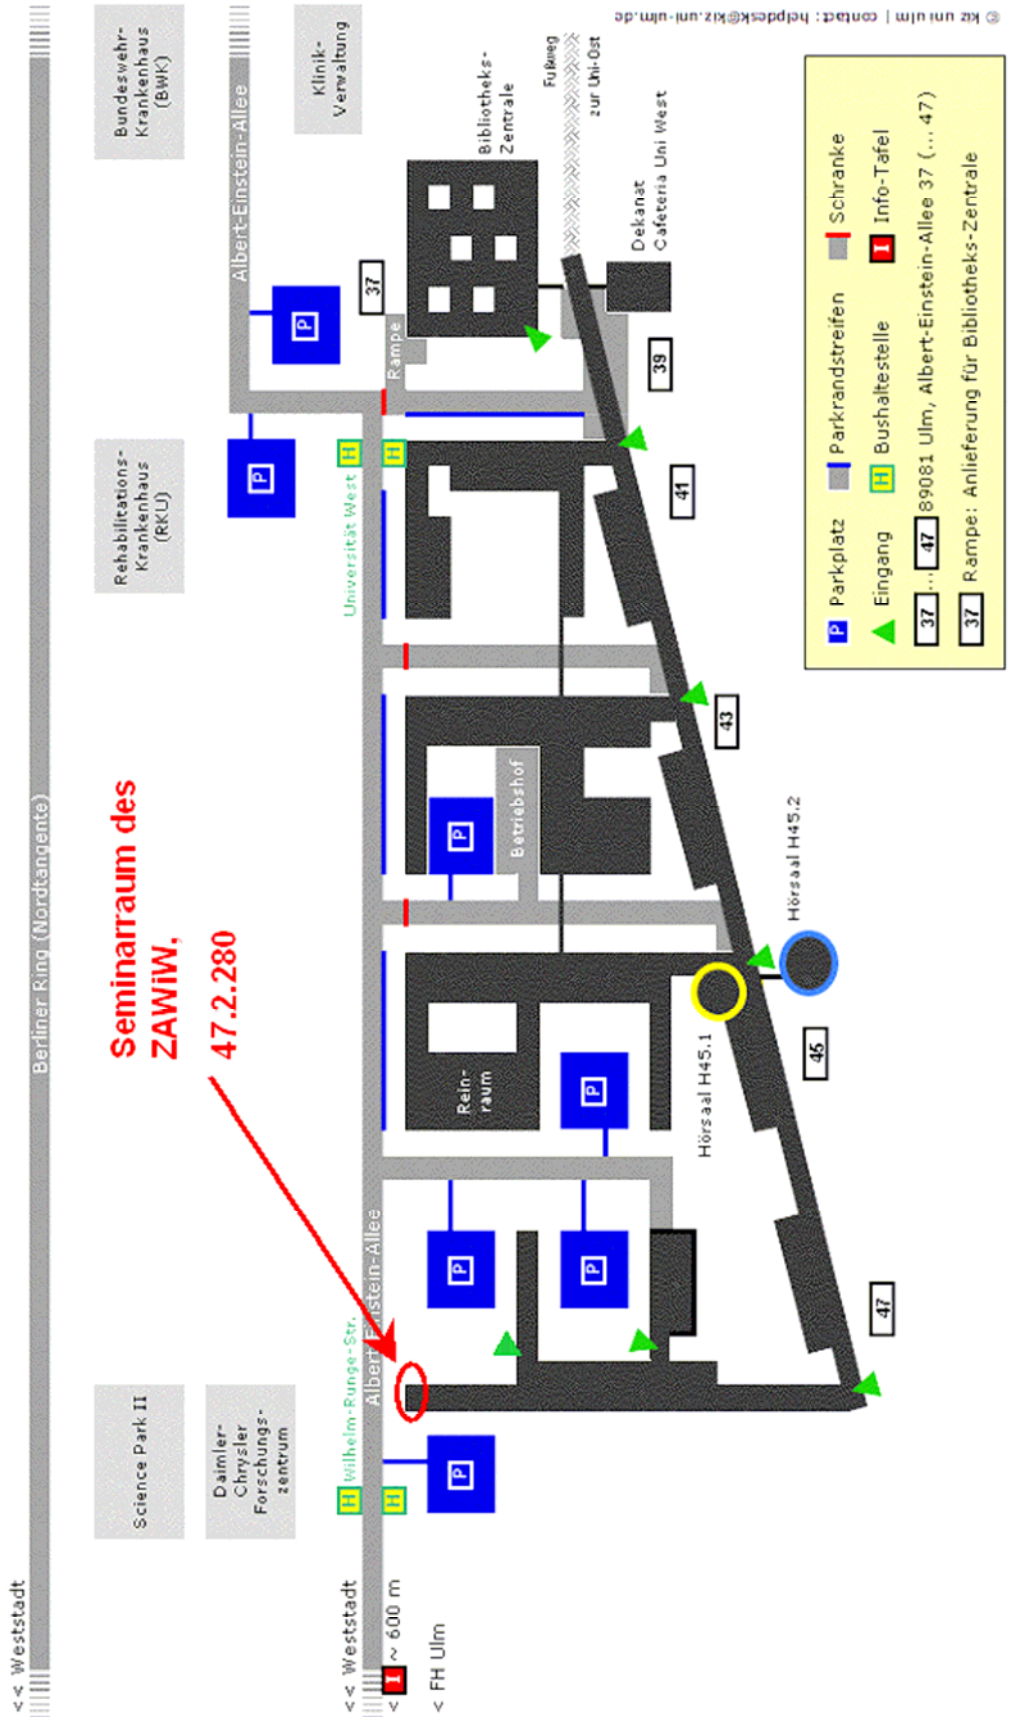 << Weststadt
Berliner Ring (Nordtangente)
Science Park II
Daimler-
Chrysler
Forschungs-
zentrum
Seminarraum des
ZAWiW,
47.2.280
Rehabilitations-
Krankenhaus
(RKU)
Bundeswehr-
Krankenhaus
(BWK)
Klinik-
Verwaltung
Albert-Einstein-Allee
P
P
<< Weststadt
H
Wilhelm-Runge-Str.
Universität West
H
Albert-Einstein-Allee
I
< ~ 600 m
< FH Ulm
H
H
Rampe
37
P
P
P
Rein-
raum
Betriebshof
Bibliotheks-
Zentrale
P
P
Fußweg
zur Uni-Ost
Dekanat
Cafeteria Uni West
39
41
43
Hörsaal H45.1
Hörsaal H45.2
45
47
P Parkplatz
Parkrandstreifen
Schranke
Eingang
H Bushaltestelle
I Info-Tafel
37 ... 47 89081 Ulm, Albert-Einstein-Allee 37 (... 47)
37 Rampe: Anlieferung für Bibliotheks-Zentrale
© kiz uni ulm | contact: helpdesk@kiz.uni-ulm.de